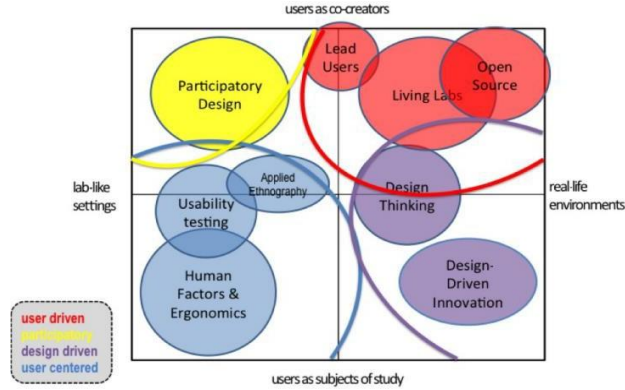 users as co-creators
Lead
Users
Open
Source
Participatory
Design
Living Labs
Applied
Ethnography
lab-like
settings
real-life
environments
Usability
testing
Design
Thinking
Human
Factors &
Ergonomics
Design-
Driven
Innovation
user driven
participatory
design driven
user centered
users as subjects of study